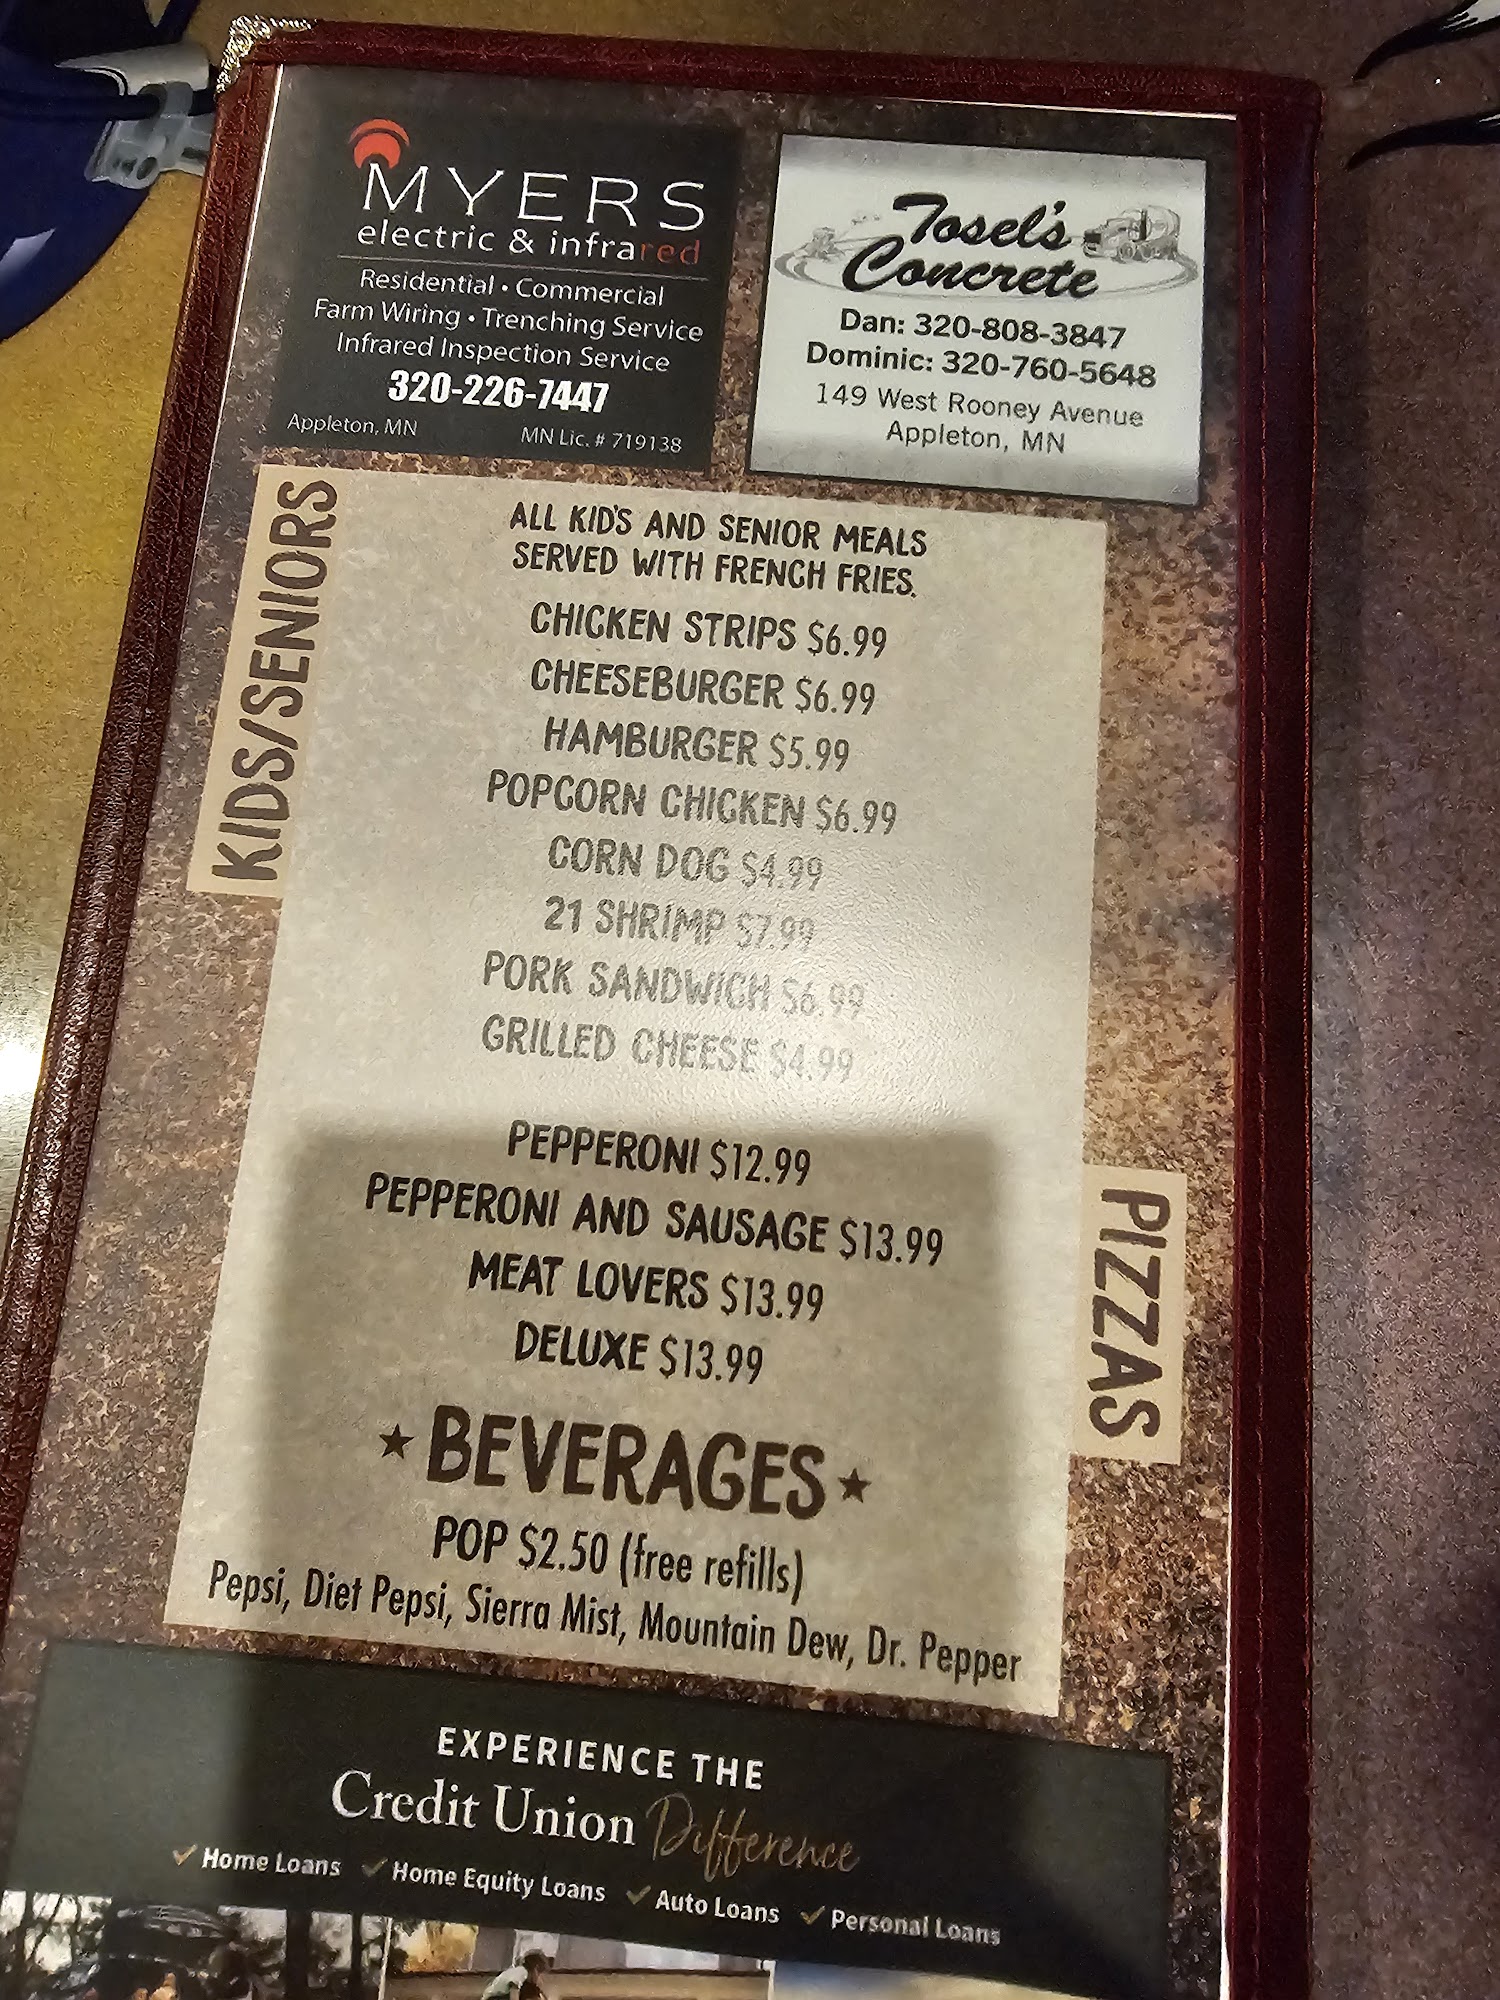 MYERS
electric & infrared
Residential • Commercial
Farm Wiring • Trenching Service
Infrared Inspection Service
320-226-7447
Appleton, MN MN Lic. # 719138
Tosel's
Concrete
Dan: 320-808-3847
Dominic: 320-760-5648
149 West Rooney Avenue
Appleton, MN
KIDS/SENIORS
ALL KID'S AND SENIOR MEALS
SERVED WITH FRENCH FRIES.
CHICKEN STRIPS $6.99
CHEESEBURGER $6.99
HAMBURGER $5.99
POPCORN CHICKEN $6.99
CORN DOG $4.99
21 SHRIMP $7.99
PORK SANDWICH $6.99
GRILLED CHEESE $4.99
PIZZAS
PEPPERONI $12.99
PEPPERONI AND SAUSAGE $13.99
MEAT LOVERS $13.99
DELUXE $13.99
★ BEVERAGES ★
POP $2.50 (free refills)
Pepsi, Diet Pepsi, Sierra Mist, Mountain Dew, Dr. Pepper
EXPERIENCE THE
Credit Union Difference
✓ Home Loans ✓ Home Equity Loans ✓ Auto Loans ✓ Personal Loans